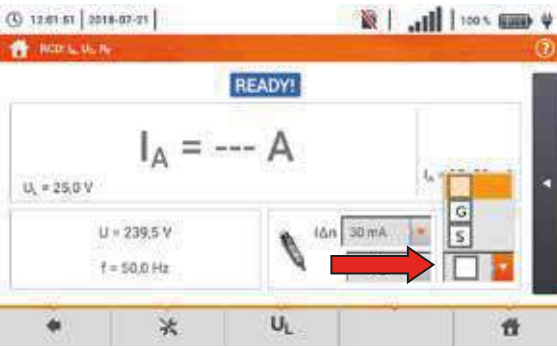 12:01:51 2018-07-21 100 %
RCD: IA, UB, RE
READY!
IA = --- A
UL = 25,0 V
U = 239,5 V
f = 50,0 Hz
IΔn 30 mA
G
S
UL